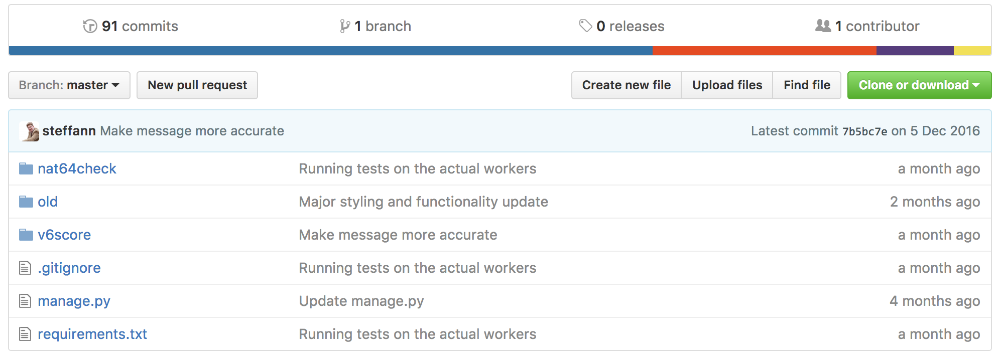 91 commits 1 branch 0 releases 1 contributor
Branch: master New pull request Create new file Upload files Find file Clone or download
steffann Make message more accurate Latest commit 7b5bc7e on 5 Dec 2016
nat64check Running tests on the actual workers a month ago
old Major styling and functionality update 2 months ago
v6score Make message more accurate a month ago
.gitignore Running tests on the actual workers a month ago
manage.py Update manage.py 4 months ago
requirements.txt Running tests on the actual workers a month ago